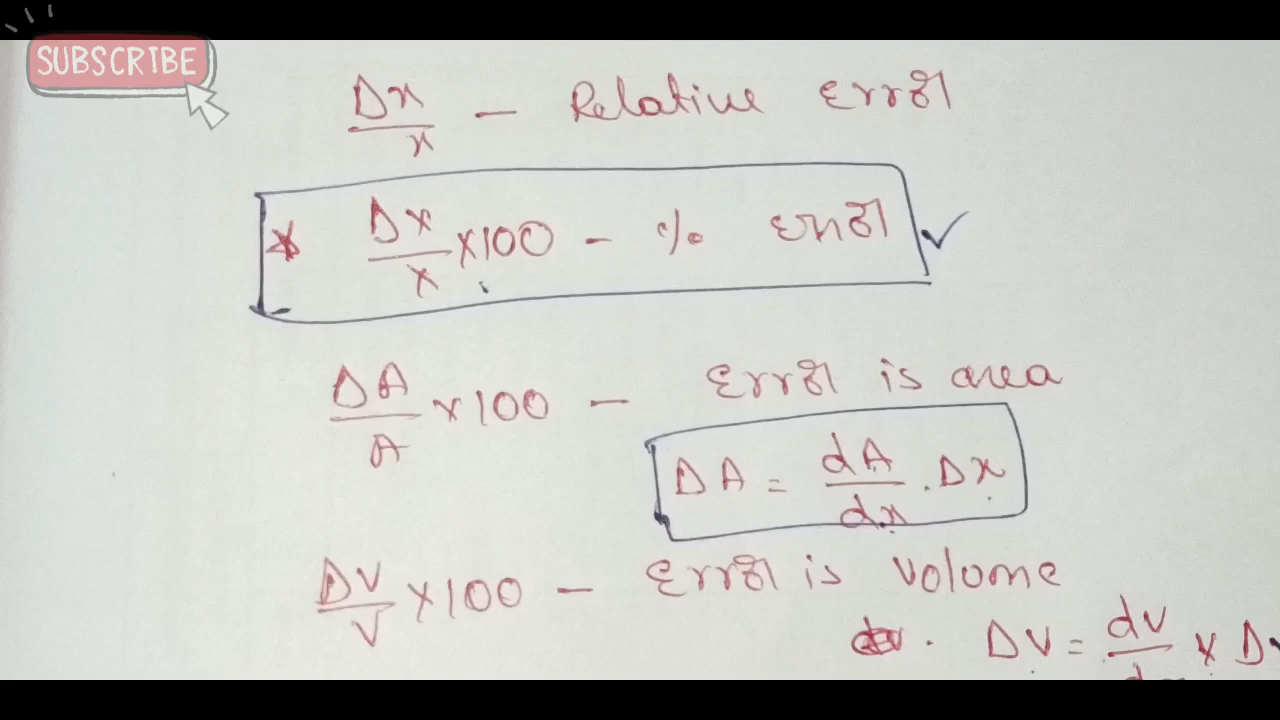 SUBSCRIBE
Δx/x - Relative error
* Δx/x × 100 - % error ✓
ΔA/A × 100 - error is area
ΔA = dA/dx . Δx
ΔV/V × 100 - error is volume
. ΔV = dv/ × Δ